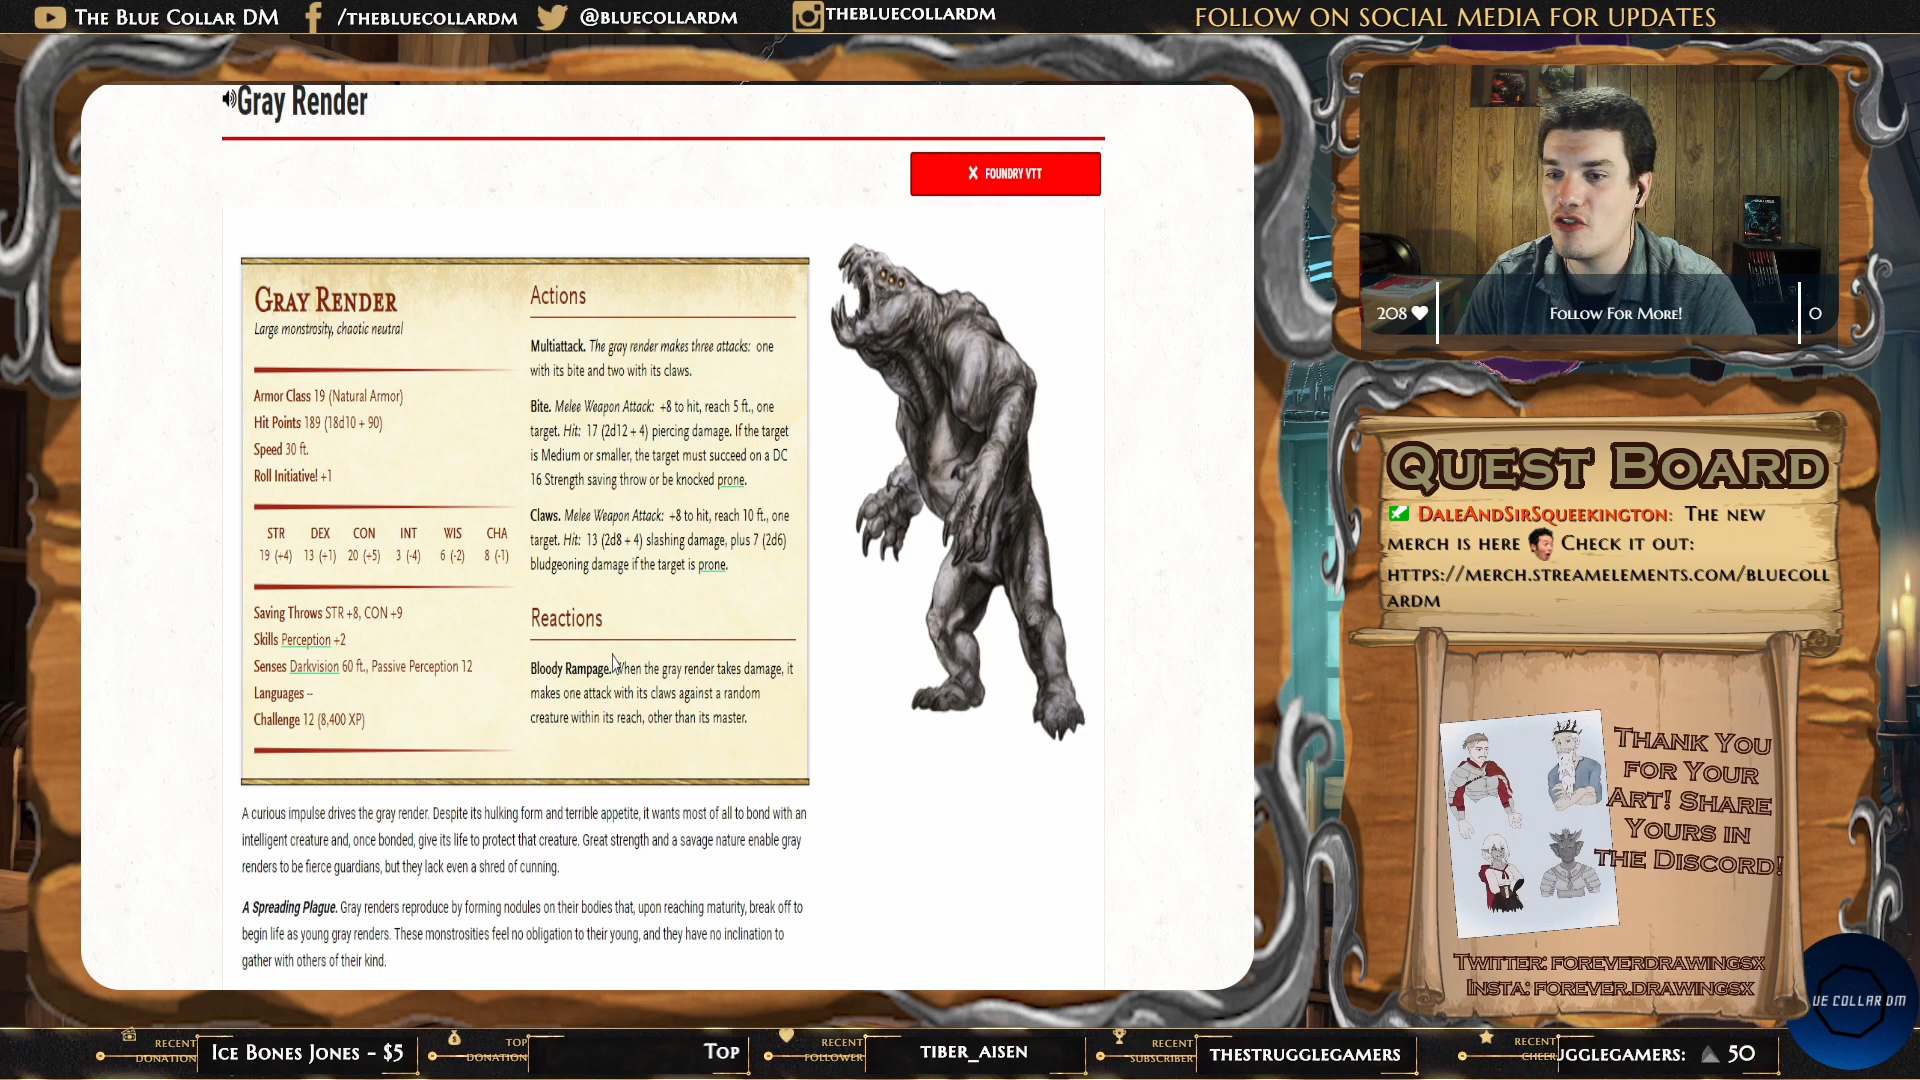 The Blue Collar DM
/thebluecollardm
@bluecollardm
thebluecollardm
Follow on social media for updates
Gray Render
FOUNDRY VTT
Gray Render
Large monstrosity, chaotic neutral
Armor Class 19 (Natural Armor)
Hit Points 189 (18d10 + 90)
Speed 30 ft.
Roll Initiative! +1
STR DEX CON INT WIS CHA
19 (+4) 13 (+1) 20 (+5) 3 (-4) 6 (-2) 8 (-1)
Saving Throws STR +8, CON +9
Skills Perception +2
Senses Darkvision 60 ft., Passive Perception 12
Languages --
Challenge 12 (8,400 XP)
Actions
Multiattack. The gray render makes three attacks: one
with its bite and two with its claws.
Bite. Melee Weapon Attack: +8 to hit, reach 5 ft., one
target. Hit: 17 (2d12 + 4) piercing damage. If the target
is Medium or smaller, the target must succeed on a DC
16 Strength saving throw or be knocked prone.
Claws. Melee Weapon Attack: +8 to hit, reach 10 ft., one
target. Hit: 13 (2d8 + 4) slashing damage, plus 7 (2d6)
bludgeoning damage if the target is prone.
Reactions
Bloody Rampage. When the gray render takes damage, it
makes one attack with its claws against a random
creature within its reach, other than its master.
A curious impulse drives the gray render. Despite its hulking form and terrible appetite, it wants most of all to bond with an
intelligent creature and, once bonded, give its life to protect that creature. Great strength and a savage nature enable gray
renders to be fierce guardians, but they lack even a shred of cunning.
A Spreading Plague. Gray renders reproduce by forming nodules on their bodies that, upon reaching maturity, break off to
begin life as young gray renders. These monstrosities feel no obligation to their young, and they have no inclination to
gather with others of their kind.
208
Follow For More!
0
Quest Board
DaleAndSirSqueekington: The new
merch is here Check it out:
https://merch.streamelements.com/bluecoll
ardm
Thank You
for Your
Art! Share
Yours in
the Discord!
Twitter: foreverdrawingsx
Insta: forever.drawingsx
UE COLLAR DM
Recent
Donation
Ice Bones Jones - $5
Top
Donation
Top
Recent
Follower
tiber_aisen
Recent
Subscriber
thestrugglegamers
Recent
Cheer
ugglegamers: 50